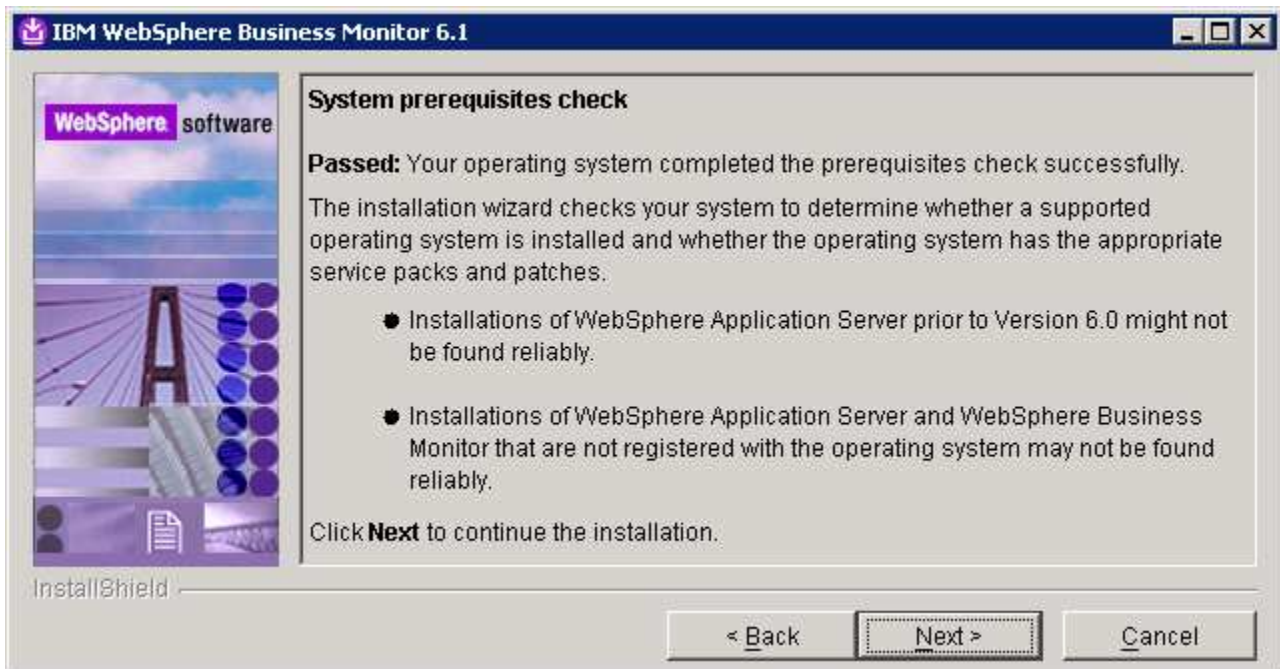 IBM WebSphere Business Monitor 6.1
WebSphere software
System prerequisites check
Passed: Your operating system completed the prerequisites check successfully.
The installation wizard checks your system to determine whether a supported
operating system is installed and whether the operating system has the appropriate
service packs and patches.
● Installations of WebSphere Application Server prior to Version 6.0 might not
be found reliably.
● Installations of WebSphere Application Server and WebSphere Business
Monitor that are not registered with the operating system may not be found
reliably.
Click Next to continue the installation.
InstallShield
< Back
Next >
Cancel